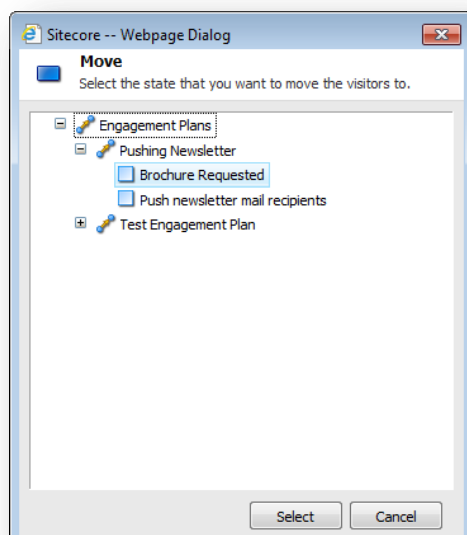 Sitecore -- Webpage Dialog
Move
Select the state that you want to move the visitors to.
Engagement Plans
Pushing Newsletter
Brochure Requested
Push newsletter mail recipients
Test Engagement Plan
Select Cancel